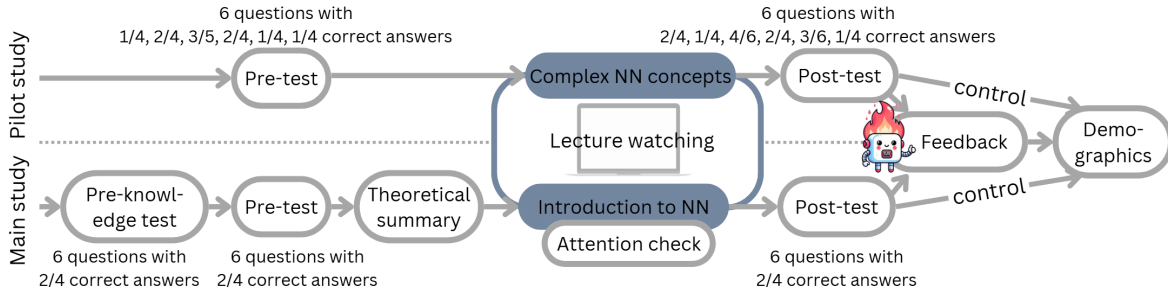 6 questions with
1/4, 2/4, 3/5, 2/4, 1/4, 1/4 correct answers
6 questions with
2/4, 1/4, 4/6, 2/4, 3/6, 1/4 correct answers
Pilot study
Pre-test
Complex NN concepts
Post-test
control
Lecture watching
Feedback
Demo-
graphics
Main study
Pre-knowl-
edge test
Pre-test
Theoretical
summary
Introduction to NN
Attention check
Post-test
control
6 questions with
2/4 correct answers
6 questions with
2/4 correct answers
6 questions with
2/4 correct answers